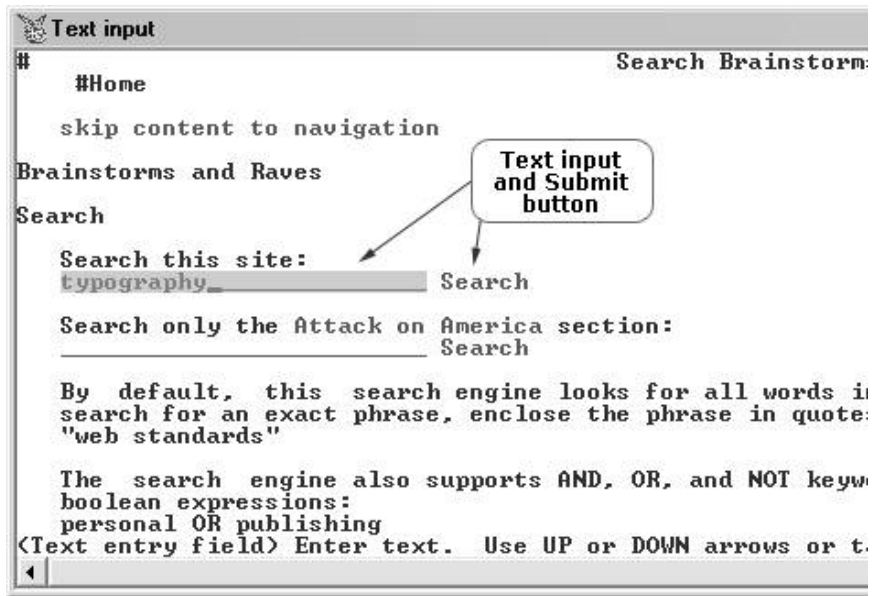 Text input
# Search Brainstorm
#Home
skip content to navigation
Brainstorms and Raves
Text input
and Submit
button
Search
Search this site:
typography_ Search
Search only the Attack on America section:
Search
By default, this search engine looks for all words
search for an exact phrase, enclose the phrase in quote
"web standards"
The search engine also supports AND, OR, and NOT
boolean expressions:
personal OR publishing
(Text entry field) Enter text. Use UP or DOWN arrows or